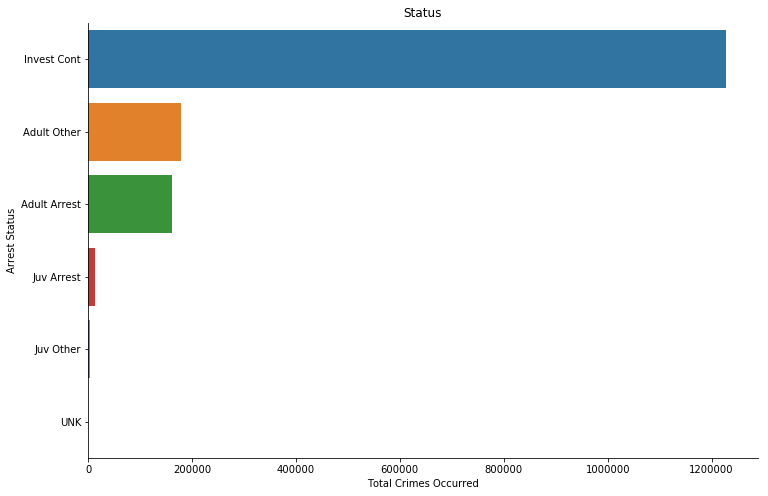 Status
Arrest Status
Invest Cont
Adult Other
Adult Arrest
Juv Arrest
Juv Other
UNK
0 200000 400000 600000 800000 1000000 1200000
Total Crimes Occurred